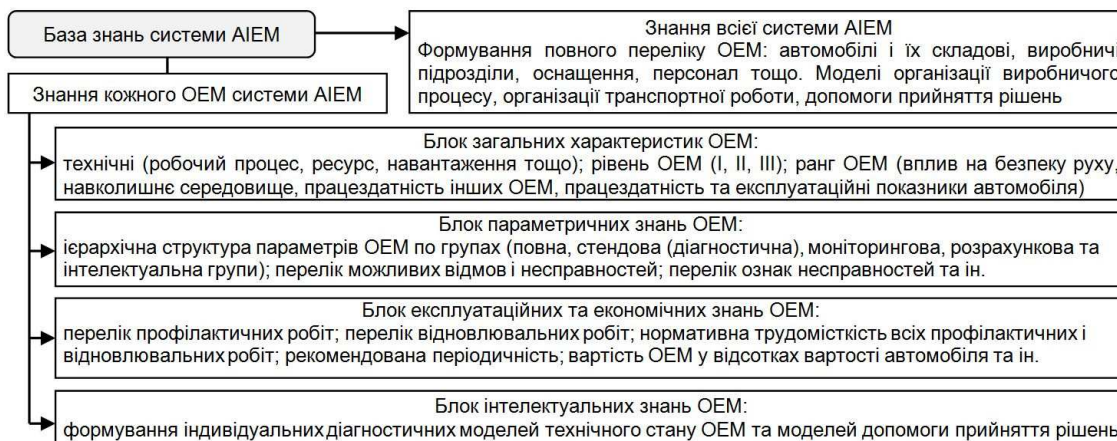 База знань системи АІЕМ
Знання всієї системи АІЕМ
Формування повного переліку ОЕМ: автомобілі і їх складові, виробничі
підрозділи, оснащення, персонал тощо. Моделі організації виробничого
процесу, організації транспортної роботи, допомоги прийняття рішень
Знання кожного ОЕМ системи АІЕМ
Блок загальних характеристик ОЕМ:
технічні (робочий процес, ресурс, навантаження тощо); рівень ОЕМ (І, ІІ, ІІІ); ранг ОЕМ (вплив на безпеку руху,
навколишнє середовище, працездатність інших ОЕМ, працездатність та експлуатаційні показники автомобіля)
Блок параметричних знань ОЕМ:
ієрархічна структура параметрів ОЕМ по групах (повна, стендова (діагностична), моніторингова, розрахункова та
інтелектуальна групи); перелік можливих відмов і несправностей; перелік ознак несправностей та ін.
Блок експлуатаційних та економічних знань ОЕМ:
перелік профілактичних робіт; перелік відновлювальних робіт; нормативна трудомісткість всіх профілактичних і
відновлювальних робіт; рекомендована періодичність; вартість ОЕМ у відсотках вартості автомобіля та ін.
Блок інтелектуальних знань ОЕМ:
формування індивідуальних діагностичних моделей технічного стану ОЕМ та моделей допомоги прийняття рішень